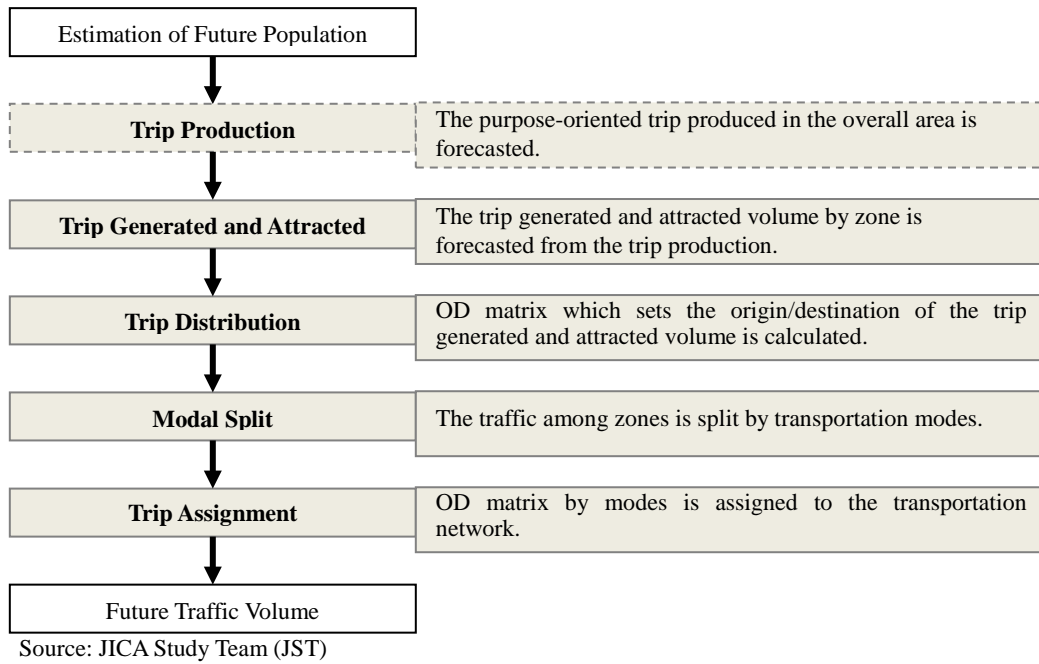 Estimation of Future Population
Trip Production
The purpose-oriented trip produced in the overall area is
forecasted.
Trip Generated and Attracted
The trip generated and attracted volume by zone is
forecasted from the trip production.
Trip Distribution
OD matrix which sets the origin/destination of the trip
generated and attracted volume is calculated.
Modal Split
The traffic among zones is split by transportation modes.
Trip Assignment
OD matrix by modes is assigned to the transportation
network.
Future Traffic Volume
Source: JICA Study Team (JST)